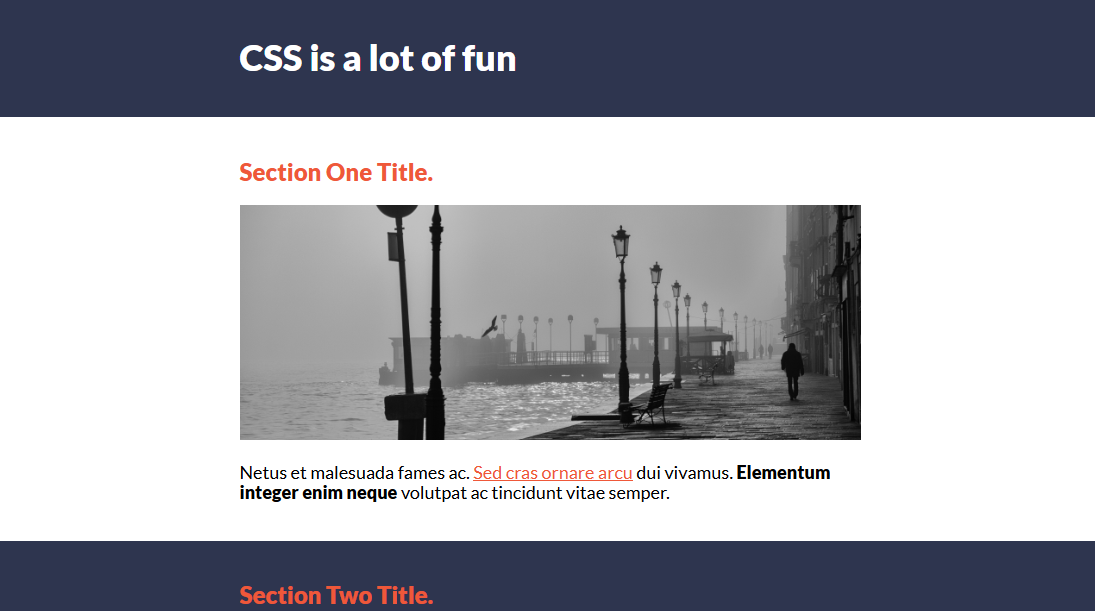 CSS is a lot of fun
Section One Title.
Netus et malesuada fames ac. Sed cras ornare arcu dui vivamus. Elementum
integer enim neque volutpat ac tincidunt vitae semper.
Section Two Title.